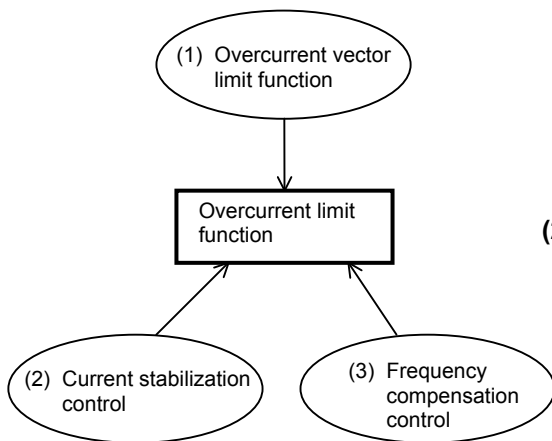 (1) Overcurrent vector
limit function
Overcurrent limit
function
(2) Current stabilization
control
(3) Frequency
compensation
control